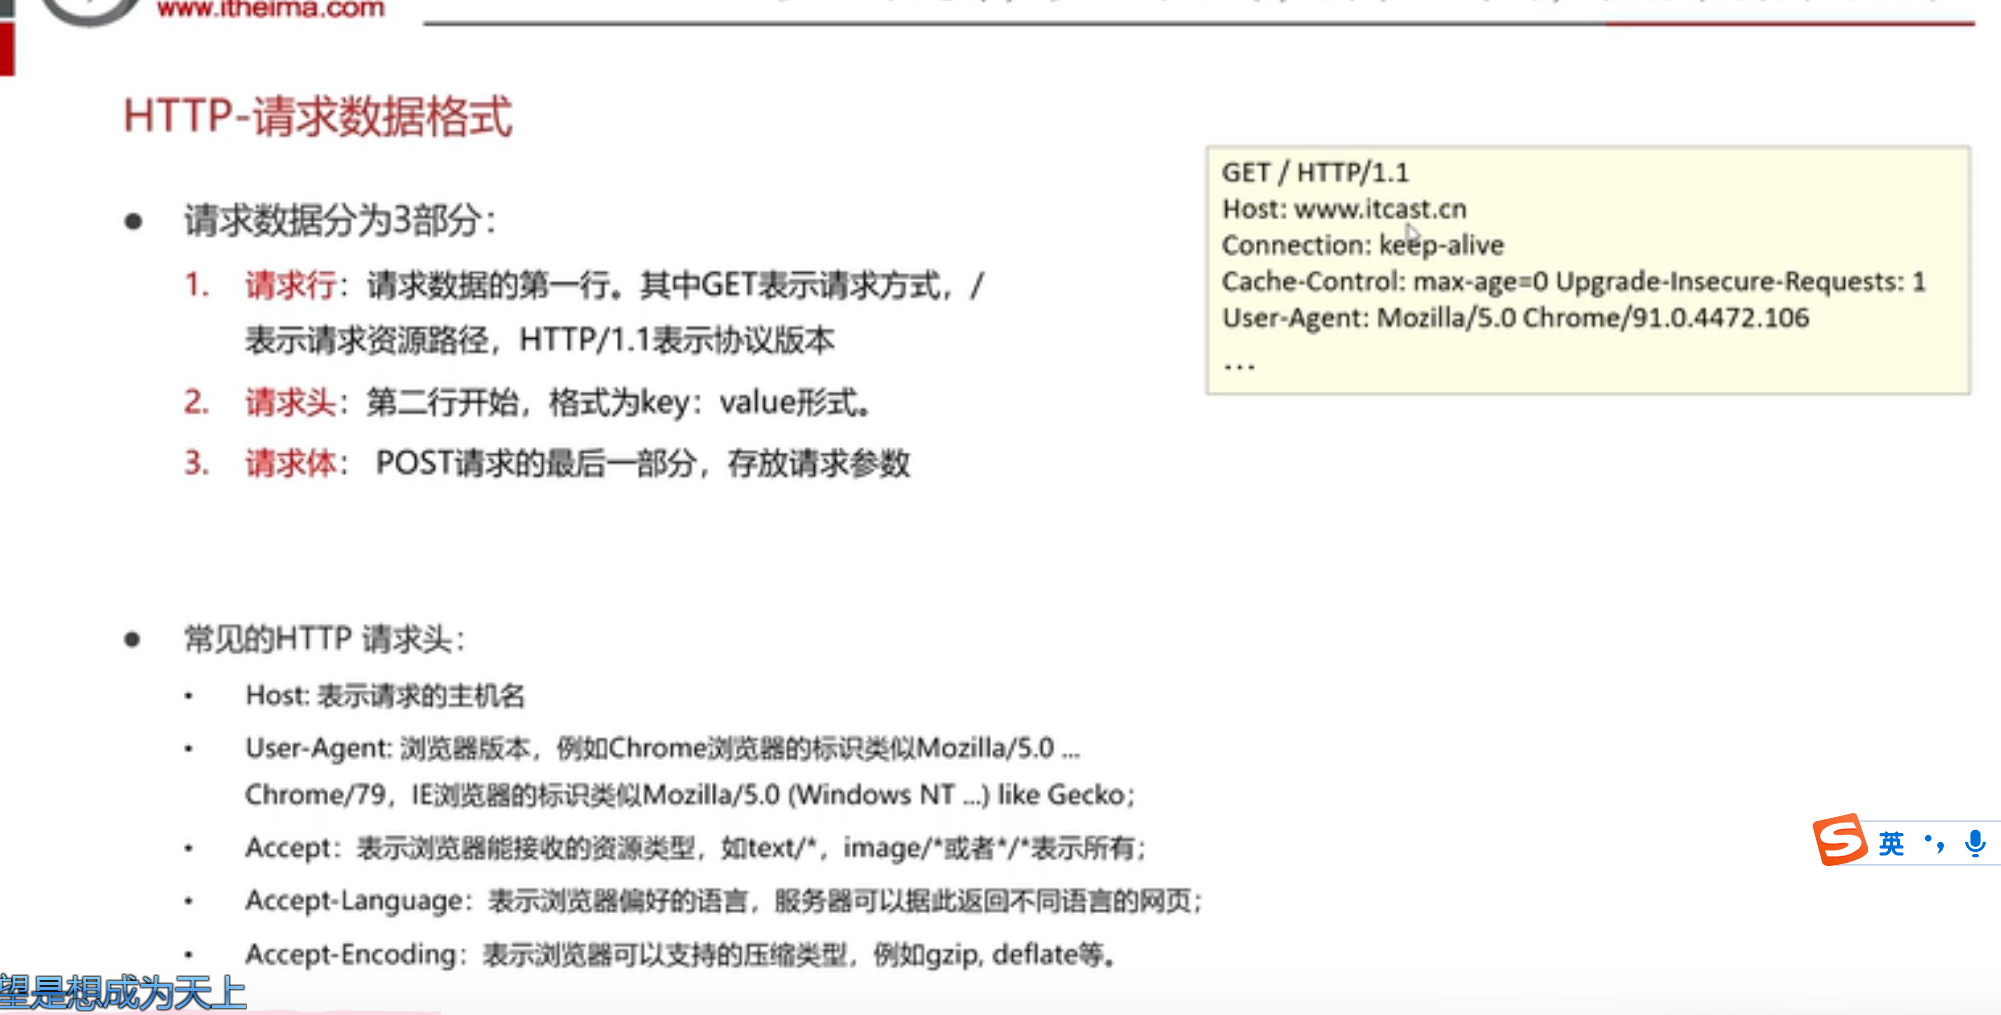 www.itheima.com
HTTP-请求数据格式
● 请求数据分为3部分：
1. 请求行：请求数据的第一行。其中GET表示请求方式，/
表示请求资源路径，HTTP/1.1表示协议版本
2. 请求头：第二行开始，格式为key：value形式。
3. 请求体： POST请求的最后一部分，存放请求参数
GET / HTTP/1.1
Host: www.itcast.cn
Connection: keep-alive
Cache-Control: max-age=0 Upgrade-Insecure-Requests: 1
User-Agent: Mozilla/5.0 Chrome/91.0.4472.106
...
● 常见的HTTP 请求头：
• Host: 表示请求的主机名
• User-Agent: 浏览器版本，例如Chrome浏览器的标识类似Mozilla/5.0 ...
Chrome/79，IE浏览器的标识类似Mozilla/5.0 (Windows NT ...) like Gecko；
• Accept：表示浏览器能接收的资源类型，如text/*，image/*或者*/*表示所有；
• Accept-Language：表示浏览器偏好的语言，服务器可以据此返回不同语言的网页；
• Accept-Encoding：表示浏览器可以支持的压缩类型，例如gzip, deflate等。
英
望是想成为天上